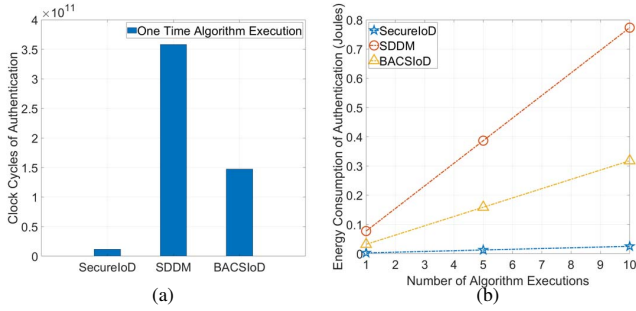 × 10¹¹
4
3.5
3
2.5
2
1.5
1
0.5
0
Clock Cycles of Authentication
One Time Algorithm Execution
SecureIoD SDDM BACSIoD
(a)
0.8
0.7
0.6
0.5
0.4
0.3
0.2
0.1
0
Energy Consumption of Authentication (Joules)
SecureIoD
SDDM
BACSIoD
1 2 3 4 5 6 7 8 9 10
Number of Algorithm Executions
(b)